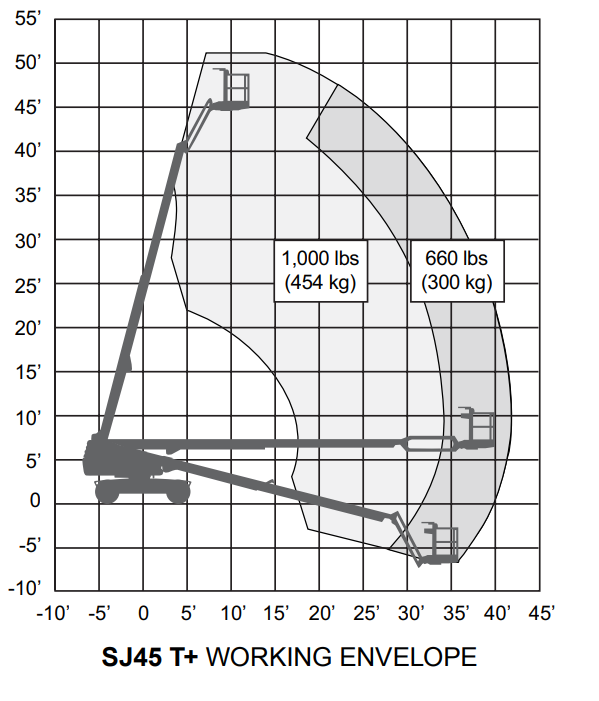 55’
50’
45’
40’
35’
30’
25’
20’
15’
10’
5’
0
-5’
-10’
1,000 lbs
(454 kg)
660 lbs
(300 kg)
-10’ -5’ 0 5’ 10’ 15’ 20’ 25’ 30’ 35’ 40’ 45’
SJ45 T+ WORKING ENVELOPE